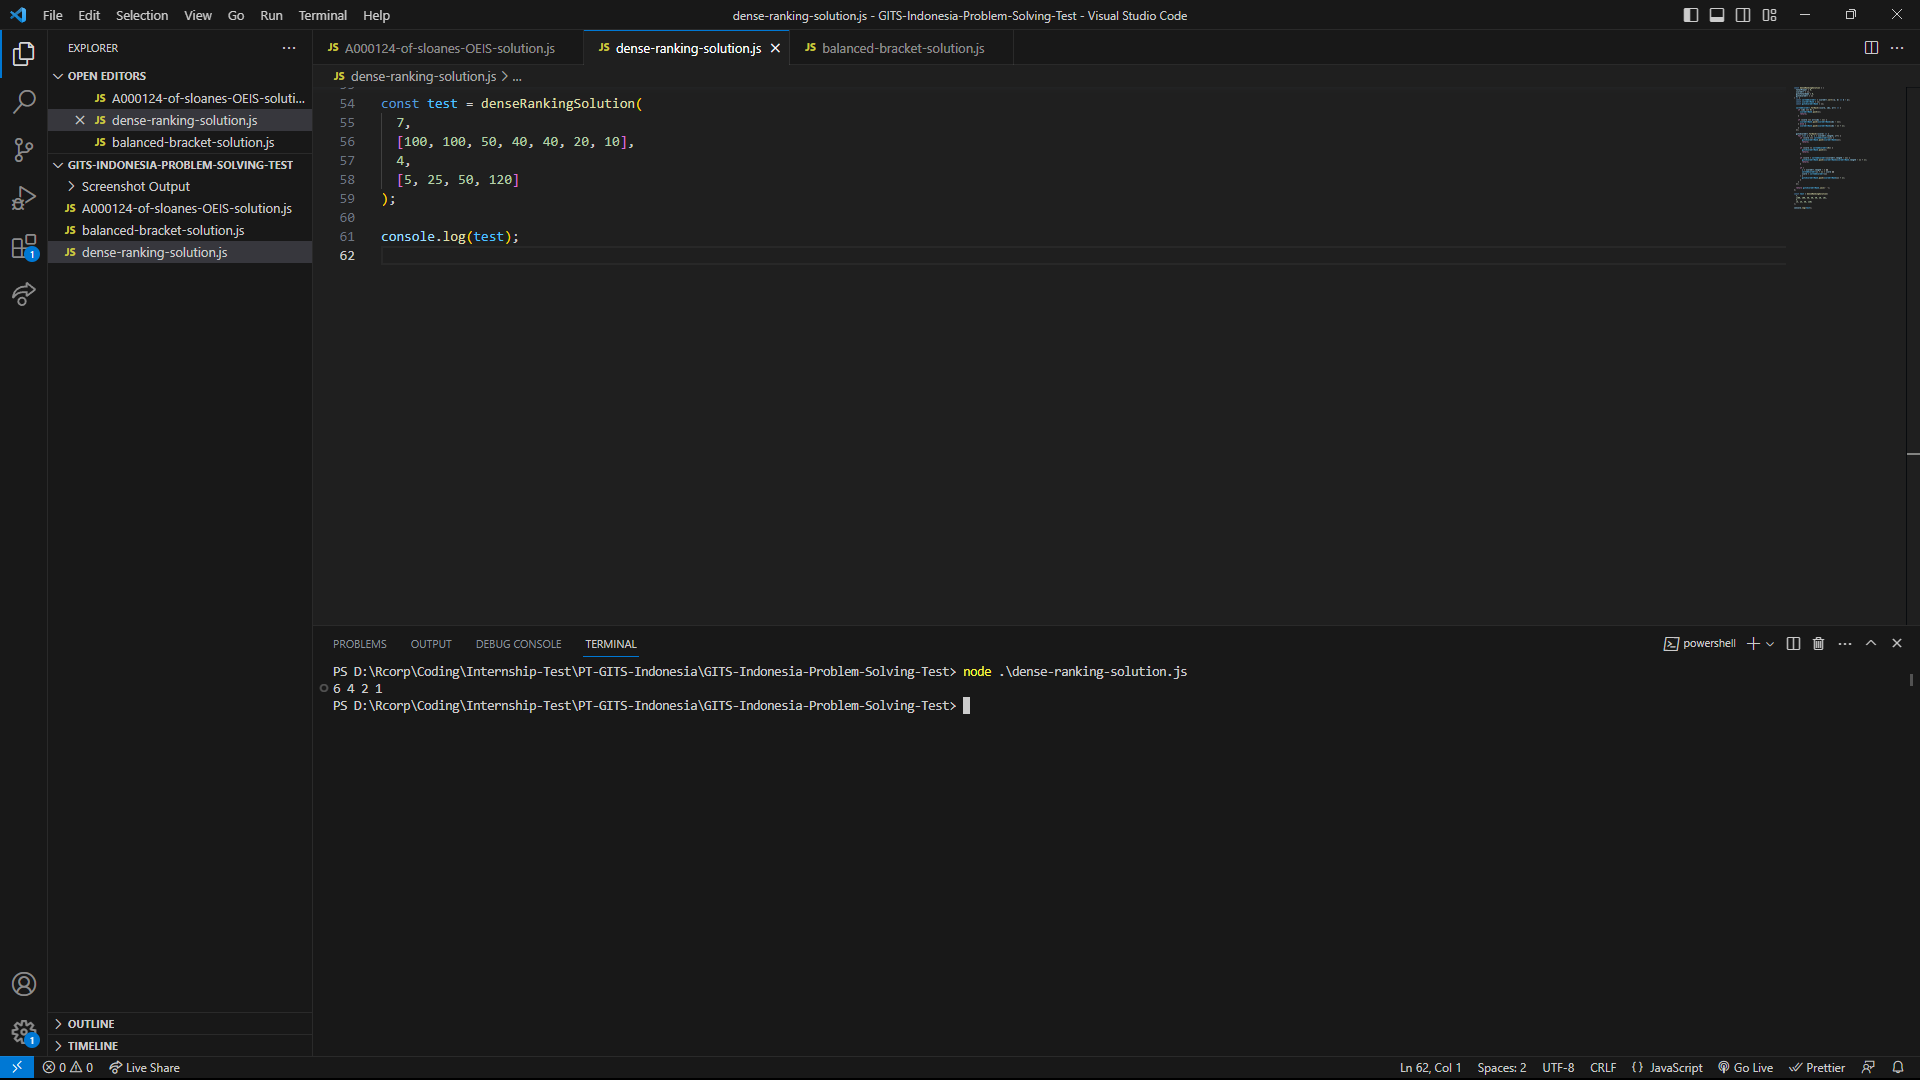 File Edit Selection View Go Run Terminal Help
dense-ranking-solution.js - GITS-Indonesia-Problem-Solving-Test - Visual Studio Code
EXPLORER
OPEN EDITORS
JS A000124-of-sloanes-OEIS-soluti...
JS dense-ranking-solution.js
JS balanced-bracket-solution.js
GITS-INDONESIA-PROBLEM-SOLVING-TEST
Screenshot Output
JS A000124-of-sloanes-OEIS-solution.js
JS balanced-bracket-solution.js
JS dense-ranking-solution.js
1
OUTLINE
TIMELINE
1
JS A000124-of-sloanes-OEIS-solution.js
JS dense-ranking-solution.js
JS balanced-bracket-solution.js
JS dense-ranking-solution.js > ...
54 const test = denseRankingSolution(
55 7,
56 [100, 100, 50, 40, 40, 20, 10],
57 4,
58 [5, 25, 50, 120]
59 );
60
61 console.log(test);
62
PROBLEMS OUTPUT DEBUG CONSOLE TERMINAL
powershell
PS D:\Rcorp\Coding\Internship-Test\PT-GITS-Indonesia\GITS-Indonesia-Problem-Solving-Test> node .\dense-ranking-solution.js
6 4 2 1
PS D:\Rcorp\Coding\Internship-Test\PT-GITS-Indonesia\GITS-Indonesia-Problem-Solving-Test>
0 0 Live Share
Ln 62, Col 1 Spaces: 2 UTF-8 CRLF {} JavaScript Go Live Prettier